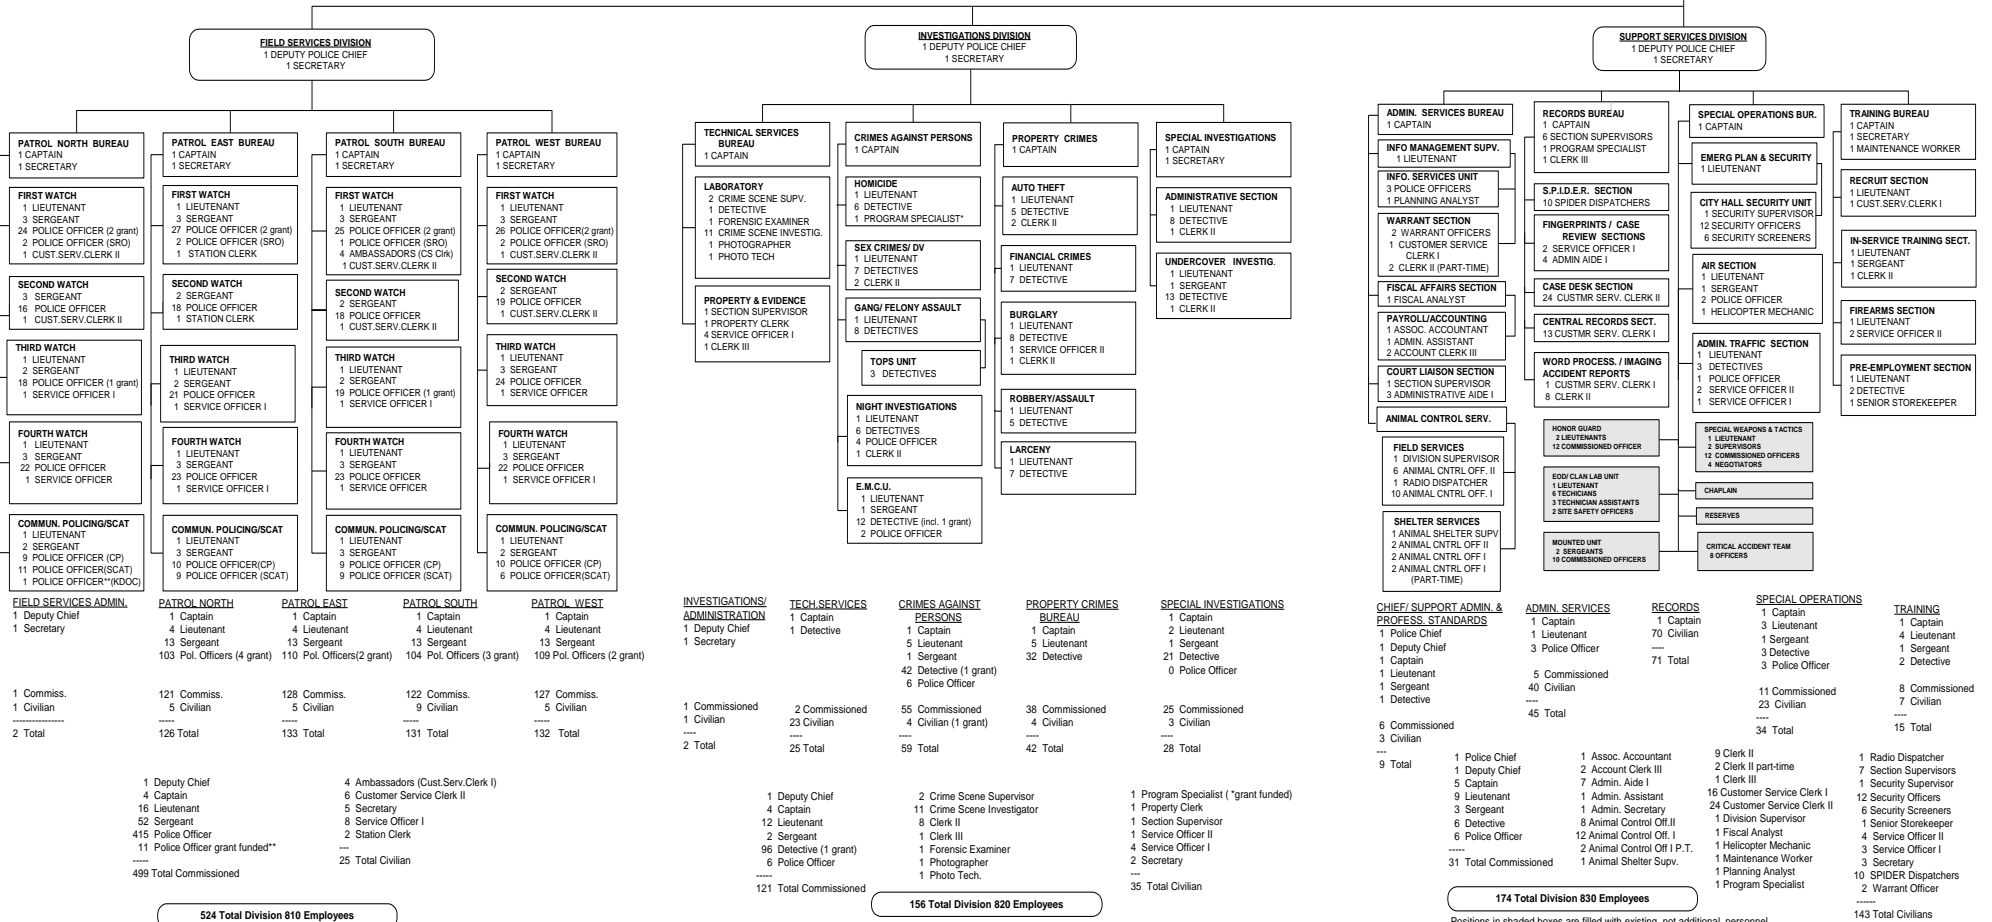 FIELD SERVICES DIVISION
1 DEPUTY POLICE CHIEF
1 SECRETARY
PATROL NORTH BUREAU
1 CAPTAIN
1 SECRETARY
FIRST WATCH
1 LIEUTENANT
3 SERGEANT
24 POLICE OFFICER (2 grant)
2 POLICE OFFICER (SRO)
1 CUST.SERV.CLERK II
SECOND WATCH
3 SERGEANT
16 POLICE OFFICER
1 CUST.SERV.CLERK II
THIRD WATCH
1 LIEUTENANT
2 SERGEANT
18 POLICE OFFICER (1 grant)
1 SERVICE OFFICER I
FOURTH WATCH
1 LIEUTENANT
3 SERGEANT
22 POLICE OFFICER
1 SERVICE OFFICER
COMMUN. POLICING/SCAT
1 LIEUTENANT
2 SERGEANT
9 POLICE OFFICER (CP)
11 POLICE OFFICER(SCAT)
1 POLICE OFFICER**(KDOC)
PATROL EAST BUREAU
1 CAPTAIN
1 SECRETARY
FIRST WATCH
1 LIEUTENANT
3 SERGEANT
27 POLICE OFFICER (2 grant)
2 POLICE OFFICER (SRO)
1 STATION CLERK
SECOND WATCH
2 SERGEANT
18 POLICE OFFICER
1 STATION CLERK
THIRD WATCH
1 LIEUTENANT
2 SERGEANT
21 POLICE OFFICER
1 SERVICE OFFICER I
FOURTH WATCH
1 LIEUTENANT
3 SERGEANT
23 POLICE OFFICER
1 SERVICE OFFICER I
COMMUN. POLICING/SCAT
1 LIEUTENANT
3 SERGEANT
10 POLICE OFFICER(CP)
9 POLICE OFFICER (SCAT)
PATROL SOUTH BUREAU
1 CAPTAIN
1 SECRETARY
FIRST WATCH
1 LIEUTENANT
3 SERGEANT
25 POLICE OFFICER (2 grant)
1 POLICE OFFICER (SRO)
4 AMBASSADORS (CS Clrk)
1 CUST.SERV.CLERK II
SECOND WATCH
2 SERGEANT
18 POLICE OFFICER
1 CUST.SERV.CLERK II
THIRD WATCH
1 LIEUTENANT
2 SERGEANT
19 POLICE OFFICER (1 grant)
1 SERVICE OFFICER I
FOURTH WATCH
1 LIEUTENANT
3 SERGEANT
23 POLICE OFFICER
1 SERVICE OFFICER
COMMUN. POLICING/SCAT
1 LIEUTENANT
3 SERGEANT
9 POLICE OFFICER (CP)
9 POLICE OFFICER (SCAT)
PATROL WEST BUREAU
1 CAPTAIN
1 SECRETARY
FIRST WATCH
1 LIEUTENANT
3 SERGEANT
26 POLICE OFFICER(2 grant)
2 POLICE OFFICER (SRO)
1 CUST.SERV.CLERK II
SECOND WATCH
2 SERGEANT
19 POLICE OFFICER
1 CUST.SERV.CLERK II
THIRD WATCH
1 LIEUTENANT
3 SERGEANT
24 POLICE OFFICER
1 SERVICE OFFICER I
FOURTH WATCH
1 LIEUTENANT
3 SERGEANT
22 POLICE OFFICER
1 SERVICE OFFICER I
COMMUN. POLICING/SCAT
1 LIEUTENANT
2 SERGEANT
10 POLICE OFFICER (CP)
6 POLICE OFFICER(SCAT)
FIELD SERVICES ADMIN.
1 Deputy Chief
1 Secretary
1 Commiss.
1 Civilian
----------------
2 Total
PATROL NORTH
1 Captain
4 Lieutenant
13 Sergeant
103 Pol. Officers (4 grant)
121 Commiss.
5 Civilian
-----
126 Total
PATROL EAST
1 Captain
4 Lieutenant
13 Sergeant
110 Pol. Officers(2 grant)
128 Commiss.
5 Civilian
-----
133 Total
PATROL SOUTH
1 Captain
4 Lieutenant
13 Sergeant
104 Pol. Officers (3 grant)
122 Commiss.
9 Civilian
-----
131 Total
PATROL WEST
1 Captain
4 Lieutenant
13 Sergeant
109 Pol. Officers (2 grant)
127 Commiss.
5 Civilian
-----
132 Total
1 Deputy Chief
4 Captain
16 Lieutenant
52 Sergeant
415 Police Officer
11 Police Officer grant funded**
-----
499 Total Commissioned
4 Ambassadors (Cust.Serv.Clerk I)
6 Customer Service Clerk II
5 Secretary
8 Service Officer I
2 Station Clerk
---
25 Total Civilian
524 Total Division 810 Employees
INVESTIGATIONS DIVISION
1 DEPUTY POLICE CHIEF
1 SECRETARY
TECHNICAL SERVICES
BUREAU
1 CAPTAIN
LABORATORY
2 CRIME SCENE SUPV.
1 DETECTIVE
1 FORENSIC EXAMINER
11 CRIME SCENE INVESTIG.
1 PHOTOGRAPHER
1 PHOTO TECH
PROPERTY & EVIDENCE
1 SECTION SUPERVISOR
1 PROPERTY CLERK
4 SERVICE OFFICER I
1 CLERK III
CRIMES AGAINST PERSONS
1 CAPTAIN
HOMICIDE
1 LIEUTENANT
6 DETECTIVE
1 PROGRAM SPECIALIST*
SEX CRIMES/ DV
1 LIEUTENANT
7 DETECTIVES
2 CLERK II
GANG/ FELONY ASSAULT
1 LIEUTENANT
8 DETECTIVES
TOPS UNIT
3 DETECTIVES
NIGHT INVESTIGATIONS
1 LIEUTENANT
6 DETECTIVES
4 POLICE OFFICER
1 CLERK II
E.M.C.U.
1 LIEUTENANT
1 SERGEANT
12 DETECTIVE (incl. 1 grant)
2 POLICE OFFICER
PROPERTY CRIMES
1 CAPTAIN
AUTO THEFT
1 LIEUTENANT
5 DETECTIVE
2 CLERK II
FINANCIAL CRIMES
1 LIEUTENANT
7 DETECTIVE
BURGLARY
1 LIEUTENANT
8 DETECTIVE
1 SERVICE OFFICER II
1 CLERK II
ROBBERY/ASSAULT
1 LIEUTENANT
5 DETECTIVE
LARCENY
1 LIEUTENANT
7 DETECTIVE
SPECIAL INVESTIGATIONS
1 CAPTAIN
1 SECRETARY
ADMINISTRATIVE SECTION
1 LIEUTENANT
8 DETECTIVE
1 CLERK II
UNDERCOVER INVESTIG.
1 LIEUTENANT
1 SERGEANT
13 DETECTIVE
1 CLERK II
INVESTIGATIONS/
ADMINISTRATION
1 Deputy Chief
1 Secretary
1 Commissioned
1 Civilian
----
2 Total
TECH.SERVICES
1 Captain
1 Detective
2 Commissioned
23 Civilian
----
25 Total
CRIMES AGAINST
PERSONS
1 Captain
5 Lieutenant
1 Sergeant
42 Detective (1 grant)
6 Police Officer
55 Commissioned
4 Civilian (1 grant)
----
59 Total
PROPERTY CRIMES
BUREAU
1 Captain
5 Lieutenant
32 Detective
38 Commissioned
4 Civilian
----
42 Total
SPECIAL INVESTIGATIONS
1 Captain
2 Lieutenant
1 Sergeant
21 Detective
0 Police Officer
25 Commissioned
3 Civilian
----
28 Total
1 Deputy Chief
4 Captain
12 Lieutenant
2 Sergeant
96 Detective (1 grant)
6 Police Officer
-----
121 Total Commissioned
2 Crime Scene Supervisor
11 Crime Scene Investigator
8 Clerk II
1 Clerk III
1 Forensic Examiner
1 Photographer
1 Photo Tech.
1 Program Specialist ( *grant funded)
1 Property Clerk
1 Section Supervisor
1 Service Officer II
4 Service Officer I
2 Secretary
---
35 Total Civilian
156 Total Division 820 Employees
SUPPORT SERVICES DIVISION
1 DEPUTY POLICE CHIEF
1 SECRETARY
ADMIN. SERVICES BUREAU
1 CAPTAIN
INFO MANAGEMENT SUPV.
1 LIEUTENANT
INFO. SERVICES UNIT
3 POLICE OFFICERS
1 PLANNING ANALYST
WARRANT SECTION
2 WARRANT OFFICERS
1 CUSTOMER SERVICE
CLERK I
2 CLERK II (PART-TIME)
FISCAL AFFAIRS SECTION
1 FISCAL ANALYST
PAYROLL/ACCOUNTING
1 ASSOC. ACCOUNTANT
1 ADMIN. ASSISTANT
2 ACCOUNT CLERK III
COURT LIAISON SECTION
1 SECTION SUPERVISOR
3 ADMINISTRATIVE AIDE I
ANIMAL CONTROL SERV.
FIELD SERVICES
1 DIVISION SUPERVISOR
6 ANIMAL CNTRL OFF. II
1 RADIO DISPATCHER
10 ANIMAL CNTRL OFF. I
SHELTER SERVICES
1 ANIMAL SHELTER SUPV
2 ANIMAL CNTRL OFF II
2 ANIMAL CNTRL OFF I
2 ANIMAL CNTRL OFF I
(PART-TIME)
RECORDS BUREAU
1 CAPTAIN
6 SECTION SUPERVISORS
1 PROGRAM SPECIALIST
1 CLERK III
S.P.I.D.E.R. SECTION
10 SPIDER DISPATCHERS
FINGERPRINTS / CASE
REVIEW SECTIONS
2 SERVICE OFFICER I
4 ADMIN AIDE I
CASE DESK SECTION
24 CUSTMR SERV. CLERK II
CENTRAL RECORDS SECT.
13 CUSTMR SERV. CLERK I
WORD PROCESS. / IMAGING
ACCIDENT REPORTS
1 CUSTMR SERV. CLERK I
8 CLERK II
HONOR GUARD
2 LIEUTENANTS
12 COMMISSIONED OFFICER
EOD/ CLAN LAB UNIT
1 LIEUTENANT
6 TECHICIANS
3 TECHNICIAN ASSISTANTS
2 SITE SAFETY OFFICERS
MOUNTED UNIT
2 SERGEANTS
10 COMMISSIONED OFFICERS
SPECIAL OPERATIONS BUR.
1 CAPTAIN
EMERG PLAN & SECURITY
1 LIEUTENANT
CITY HALL SECURITY UNIT
1 SECURITY SUPERVISOR
12 SECURITY OFFICERS
6 SECURITY SCREENERS
AIR SECTION
1 LIEUTENANT
1 SERGEANT
2 POLICE OFFICER
1 HELICOPTER MECHANIC
ADMIN. TRAFFIC SECTION
1 LIEUTENANT
3 DETECTIVES
1 POLICE OFFICER
2 SERVICE OFFICER II
1 SERVICE OFFICER I
SPECIAL WEAPONS & TACTICS
1 LIEUTENANT
2 SUPERVISORS
12 COMMISSIONED OFFICERS
4 NEGOTIATORS
CHAPLAIN
RESERVES
CRITICAL ACCIDENT TEAM
8 OFFICERS
TRAINING BUREAU
1 CAPTAIN
1 SECRETARY
1 MAINTENANCE WORKER
RECRUIT SECTION
1 LIEUTENANT
1 CUST.SERV.CLERK I
IN-SERVICE TRAINING SECT.
1 LIEUTENANT
1 SERGEANT
1 CLERK II
FIREARMS SECTION
1 LIEUTENANT
2 SERVICE OFFICER II
PRE-EMPLOYMENT SECTION
1 LIEUTENANT
2 DETECTIVE
1 SENIOR STOREKEEPER
CHIEF/ SUPPORT ADMIN. &
PROFESS. STANDARDS
1 Police Chief
1 Deputy Chief
1 Captain
1 Lieutenant
1 Sergeant
1 Detective
6 Commissioned
3 Civilian
---
9 Total
ADMIN. SERVICES
1 Captain
1 Lieutenant
3 Police Officer
5 Commissioned
40 Civilian
----
45 Total
RECORDS
1 Captain
70 Civilian
----
71 Total
SPECIAL OPERATIONS
1 Captain
3 Lieutenant
1 Sergeant
3 Detective
3 Police Officer
11 Commissioned
23 Civilian
----
34 Total
TRAINING
1 Captain
4 Lieutenant
1 Sergeant
2 Detective
8 Commissioned
7 Civilian
----
15 Total
1 Police Chief
1 Deputy Chief
5 Captain
9 Lieutenant
3 Sergeant
6 Detective
6 Police Officer
-----
31 Total Commissioned
1 Assoc. Accountant
2 Account Clerk III
7 Admin. Aide I
1 Admin. Assistant
1 Admin. Secretary
8 Animal Control Off.II
12 Animal Control Off. I
2 Animal Control Off I P.T.
1 Animal Shelter Supv.
9 Clerk II
2 Clerk II part-time
1 Clerk III
16 Customer Service Clerk I
24 Customer Service Clerk II
1 Division Supervisor
1 Fiscal Analyst
1 Helicopter Mechanic
1 Maintenance Worker
1 Planning Analyst
1 Program Specialist
1 Radio Dispatcher
7 Section Supervisors
1 Security Supervisor
12 Security Officers
6 Security Screeners
1 Senior Storekeeper
4 Service Officer II
3 Service Officer I
3 Secretary
10 SPIDER Dispatchers
2 Warrant Officer
------
143 Total Civilians
174 Total Division 830 Employees
Positions in shaded boxes are filled with existing, not additional, personnel